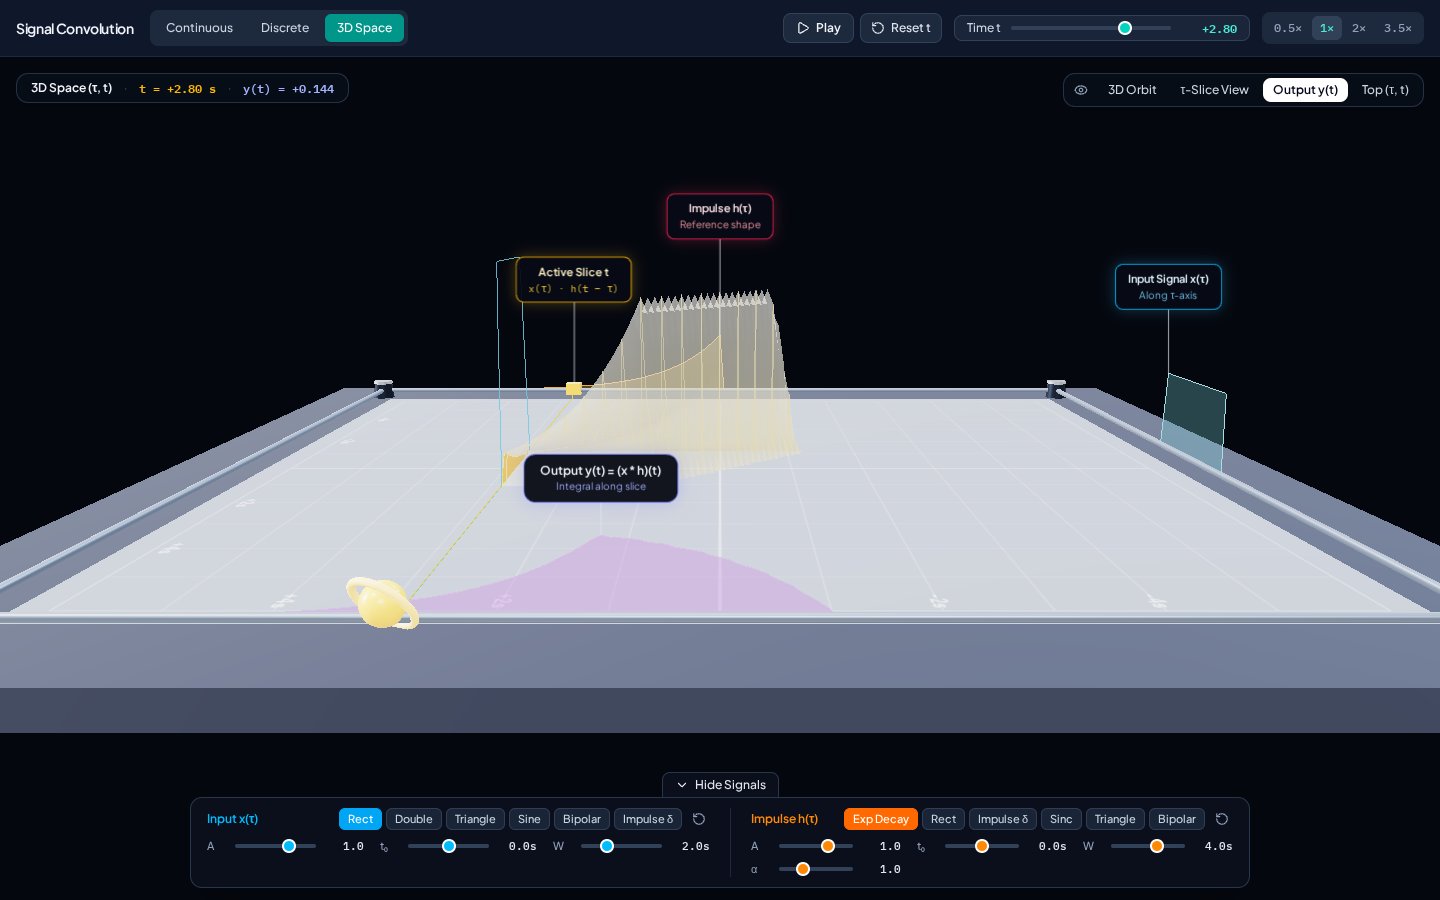 Signal Convolution
Continuous
Discrete
3D Space
Play
Reset t
Time t
+2.80
0.5×
1×
2×
3.5×
3D Space (τ, t) · t = +2.80 s · y(t) = +0.144
3D Orbit
τ-Slice View
Output y(t)
Top (τ, t)
Impulse h(τ)
Reference shape
Active Slice t
x(τ) · h(t − τ)
Input Signal x(τ)
Along τ-axis
Output y(t) = (x * h)(t)
Integral along slice
Hide Signals
Input x(τ)
Rect
Double
Triangle
Sine
Bipolar
Impulse δ
A
1.0
t₀
0.0s
W
2.0s
Impulse h(τ)
Exp Decay
Rect
Impulse δ
Sinc
Triangle
Bipolar
A
1.0
t₀
0.0s
W
4.0s
α
1.0